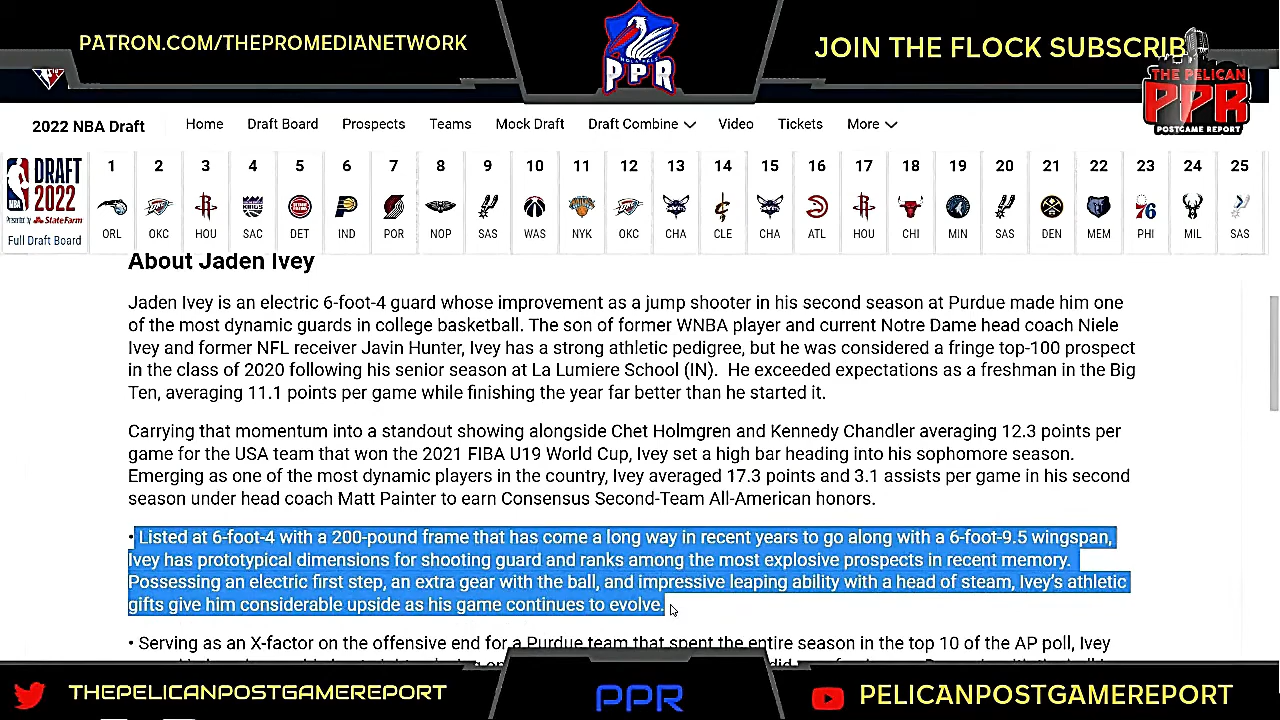 PATRON.COM/THEPROMEDIANETWORK
PPR
JOIN THE FLOCK SUBSCRIB
THE PELICAN
PPR
POSTGAME REPORT
2022 NBA Draft Home Draft Board Prospects Teams Mock Draft Draft Combine Video Tickets More
DRAFT
2022
NBA
Presented by StateFarm
Full Draft Board
1 2 3 4 5 6 7 8 9 10 11 12 13 14 15 16 17 18 19 20 21 22 23 24 25
ORL OKC HOU SAC DET IND POR NOP SAS WAS NYK OKC CHA CLE CHA ATL HOU CHI MIN SAS DEN MEM PHI MIL SAS
About Jaden Ivey
Jaden Ivey is an electric 6-foot-4 guard whose improvement as a jump shooter in his second season at Purdue made him one
of the most dynamic guards in college basketball. The son of former WNBA player and current Notre Dame head coach Niele
Ivey and former NFL receiver Javin Hunter, Ivey has a strong athletic pedigree, but he was considered a fringe top-100 prospect
in the class of 2020 following his senior season at La Lumiere School (IN). He exceeded expectations as a freshman in the Big
Ten, averaging 11.1 points per game while finishing the year far better than he started it.
Carrying that momentum into a standout showing alongside Chet Holmgren and Kennedy Chandler averaging 12.3 points per
game for the USA team that won the 2021 FIBA U19 World Cup, Ivey set a high bar heading into his sophomore season.
Emerging as one of the most dynamic players in the country, Ivey averaged 17.3 points and 3.1 assists per game in his second
season under head coach Matt Painter to earn Consensus Second-Team All-American honors.
• Listed at 6-foot-4 with a 200-pound frame that has come a long way in recent years to go along with a 6-foot-9.5 wingspan,
Ivey has prototypical dimensions for shooting guard and ranks among the most explosive prospects in recent memory.
Possessing an electric first step, an extra gear with the ball, and impressive leaping ability with a head of steam, Ivey's athletic
gifts give him considerable upside as his game continues to evolve.
• Serving as an X-factor on the offensive end for a Purdue team that spent the entire season in the top 10 of the AP poll, Ivey
THEPELICANPOSTGAMEREPORT
PPR
PELICANPOSTGAMEREPORT